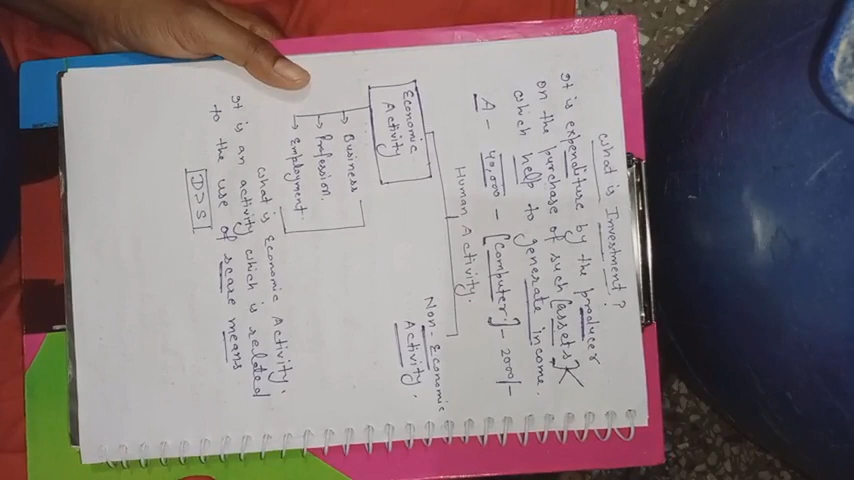 What is Investment?
It is expenditure by the producer
on the purchase of such [assets]
which help to generate income.
A - 40,000 - [Computer] - 2000/-
Human Activity.
Economic
Activity
Non-Economic
Activity.
→ Business
→ Profession
→ Employment.
What is Economic Activity.
It is an activity which is related
to the use of scare means
D>S